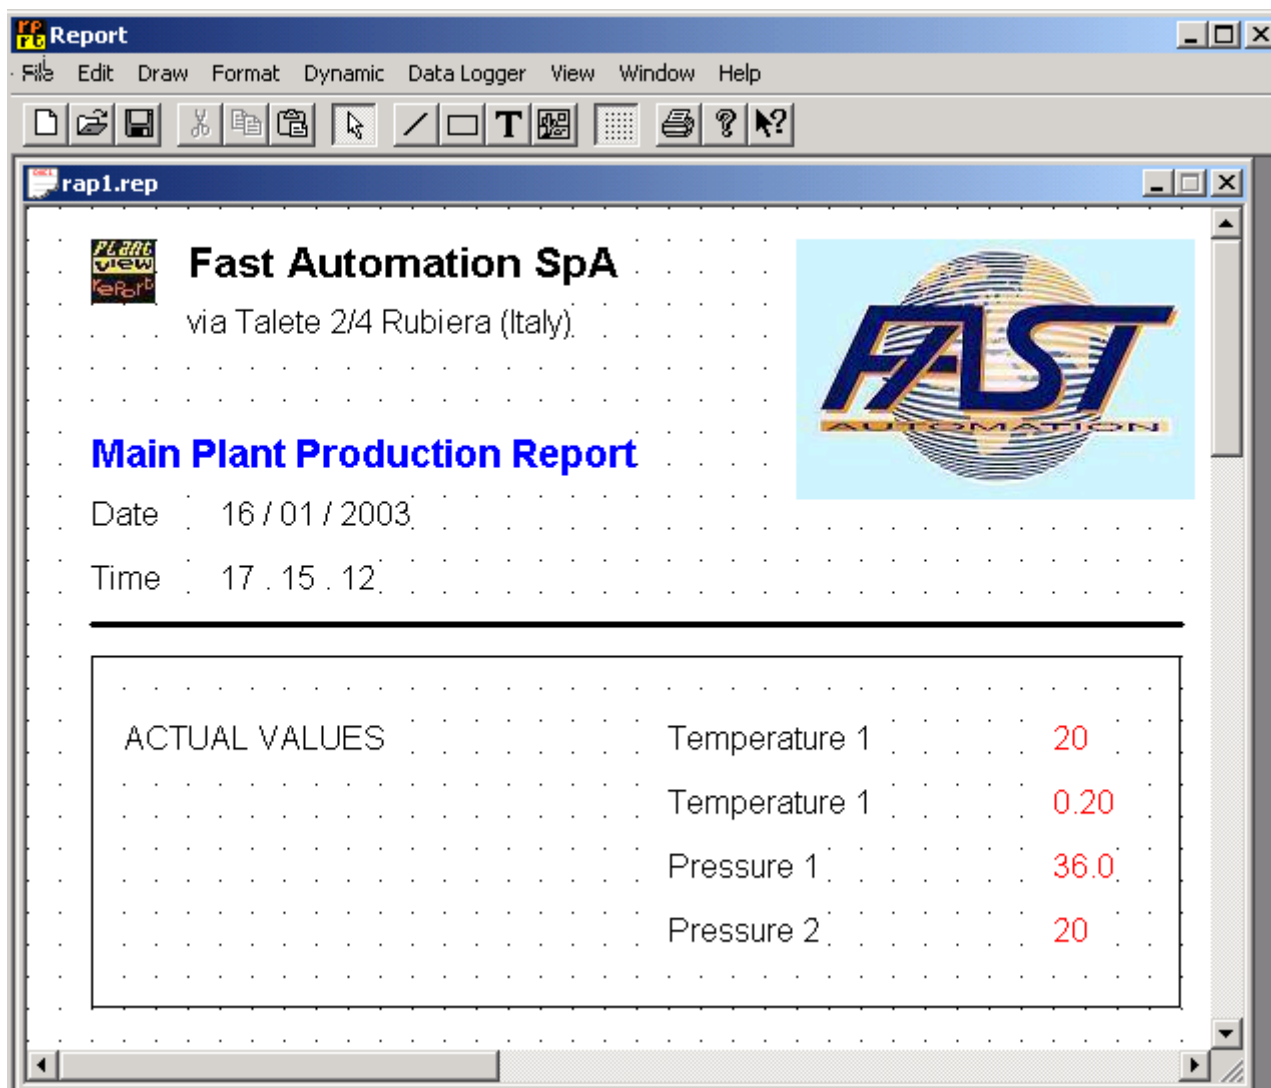 Report
File Edit Draw Format Dynamic Data Logger View Window Help
T
rap1.rep
PLANT
VIEW
REPORT
Fast Automation SpA
via Talete 2/4 Rubiera (Italy)
FAST
AUTOMATION
Main Plant Production Report
Date 16 / 01 / 2003
Time 17 . 15 . 12
ACTUAL VALUES Temperature 1 20
Temperature 1 0.20
Pressure 1 36.0
Pressure 2 20